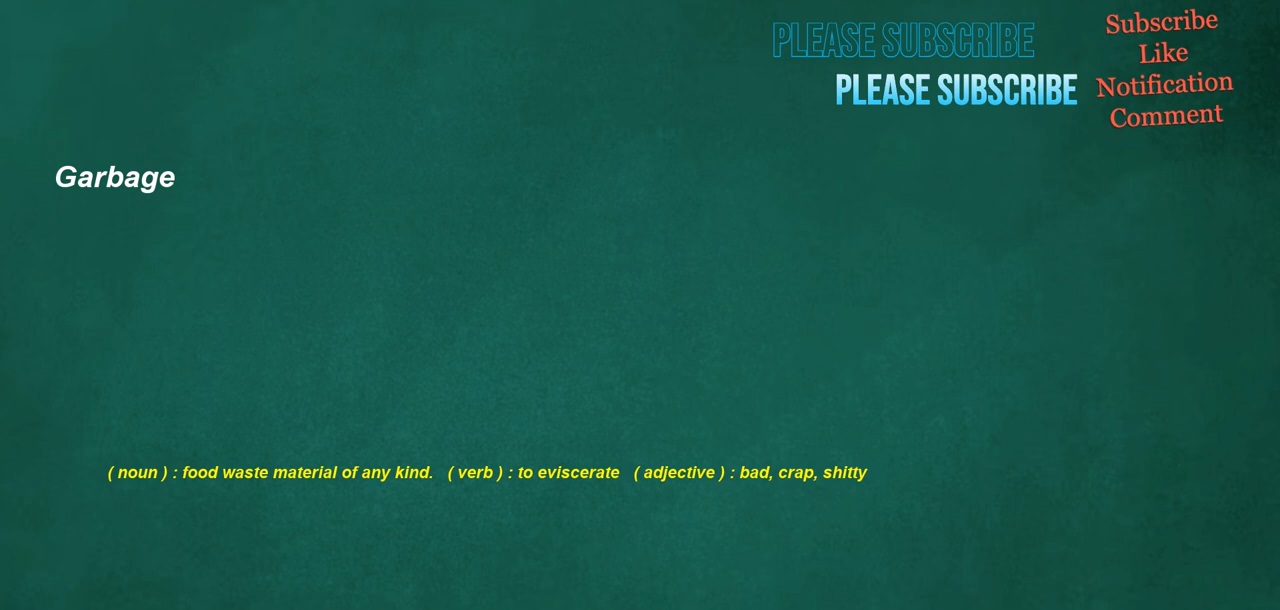 PLEASE SUBSCRIBE
PLEASE SUBSCRIBE
Subscribe
Like
Notification
Comment
Garbage
( noun ) : food waste material of any kind. ( verb ) : to eviscerate ( adjective ) : bad, crap, shitty